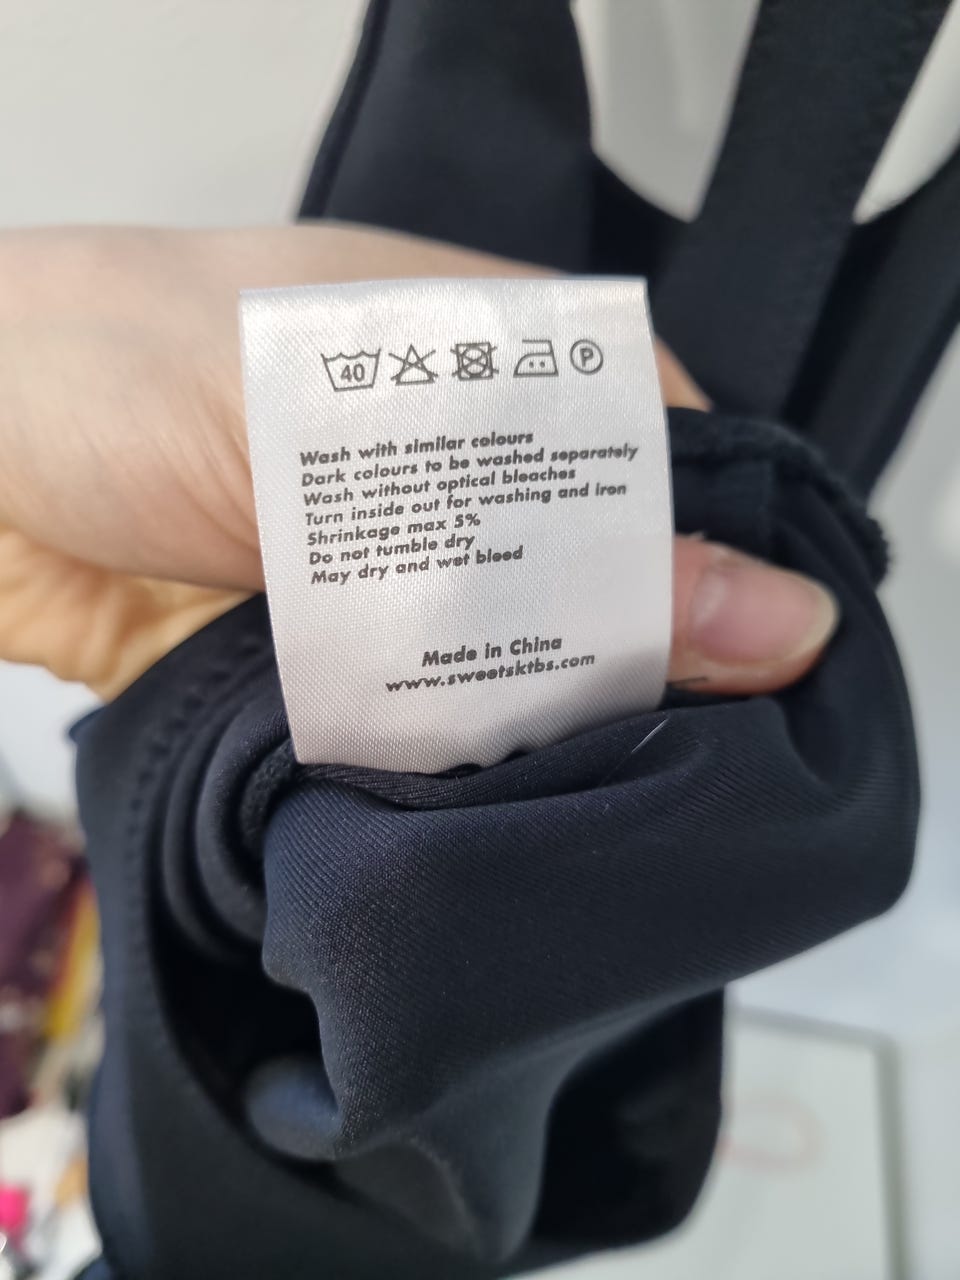 40 P
Wash with similar colours
Dark colours to be washed separately
Wash without optical bleaches
Turn inside out for washing and iron
Shrinkage max 5%
Do not tumble dry
May dry and wet bleed
Made in China
www.sweetsktbs.com